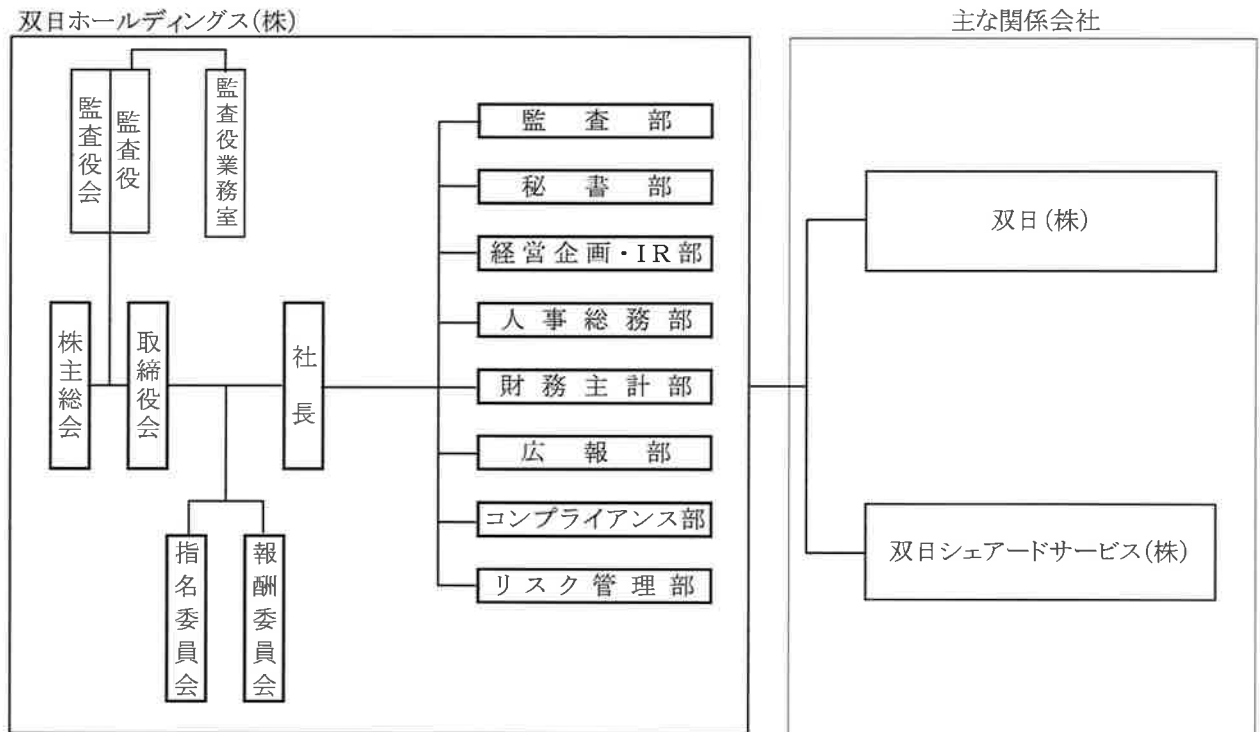 双日ホールディングス(株)
監査役会
監査役
監査役業務室
株主総会
取締役会
社長
指名委員会
報酬委員会
監査部
秘書部
経営企画・IR部
人事総務部
財務主計部
広報部
コンプライアンス部
リスク管理部
主な関係会社
双日(株)
双日シェアードサービス(株)